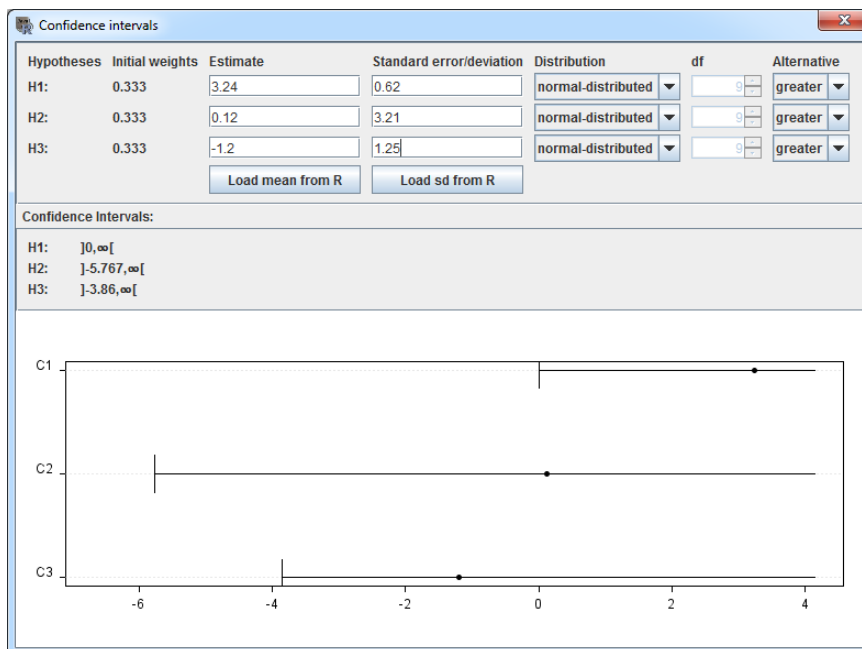 Confidence intervals
Hypotheses Initial weights Estimate Standard error/deviation Distribution df Alternative
H1: 0.333 3.24 0.62 normal-distributed 9 greater
H2: 0.333 0.12 3.21 normal-distributed 9 greater
H3: 0.333 -1.2 1.25 normal-distributed 9 greater
Load mean from R Load sd from R
Confidence Intervals:
H1: ]0,∞[
H2: ]-5.767,∞[
H3: ]-3.86,∞[
C1
C2
C3
-6 -4 -2 0 2 4